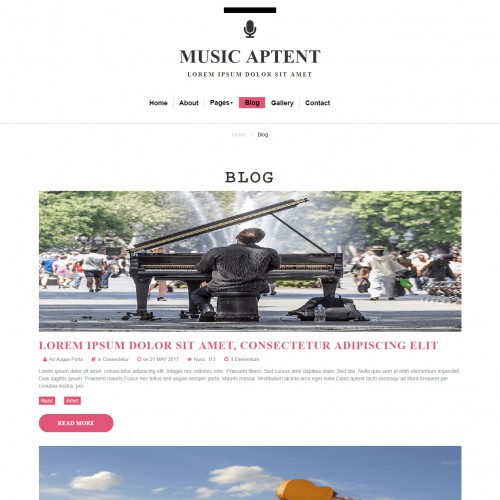 MUSIC APTENT
LOREM IPSUM DOLOR SIT AMET
Home About Pages Blog Gallery Contact
Home / Blog
BLOG
LOREM IPSUM DOLOR SIT AMET, CONSECTETUR ADIPISCING ELIT
Ad Augue Porta in Consectetur on 21 MAY 2017 Nunc 113 4 Elementum
Lorem ipsum dolor sit amet, consectetur adipiscing elit. Integer nec odio. Praesent libero. Sed cursus ante dapibus diam. Sed nisi. Nulla quis sem at nibh elementum imperdiet.
Duis sagittis ipsum. Praesent mauris Fusce nec tellus sed augue semper porta. Mauris massa. Vestibulum lacinia arcu eget nulla Class aptent taciti sociosqu ad litora torquent per
conubia nostra, per
Nunc Amet
READ MORE